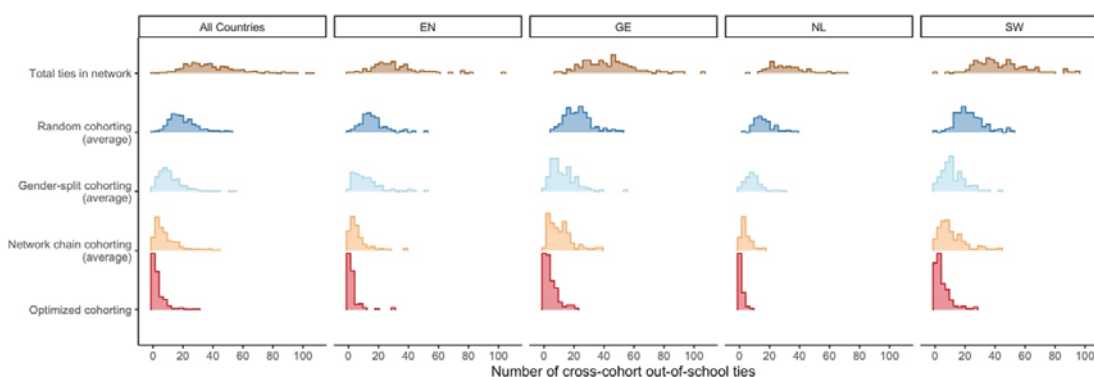 All Countries EN GE NL SW
Total ties in network
Random cohorting
(average)
Gender-split cohorting
(average)
Network chain cohorting
(average)
Optimized cohorting
0 20 40 60 80 100 0 20 40 60 80 100 0 20 40 60 80 100 0 20 40 60 80 100 0 20 40 60 80 100
Number of cross-cohort out-of-school ties